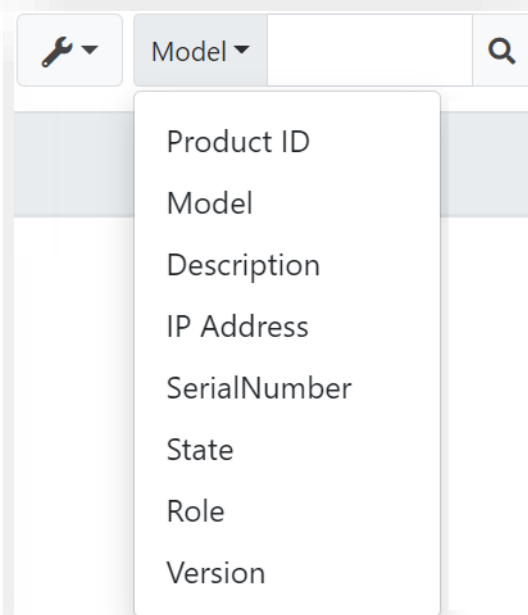 Model
Product ID
Model
Description
IP Address
SerialNumber
State
Role
Version